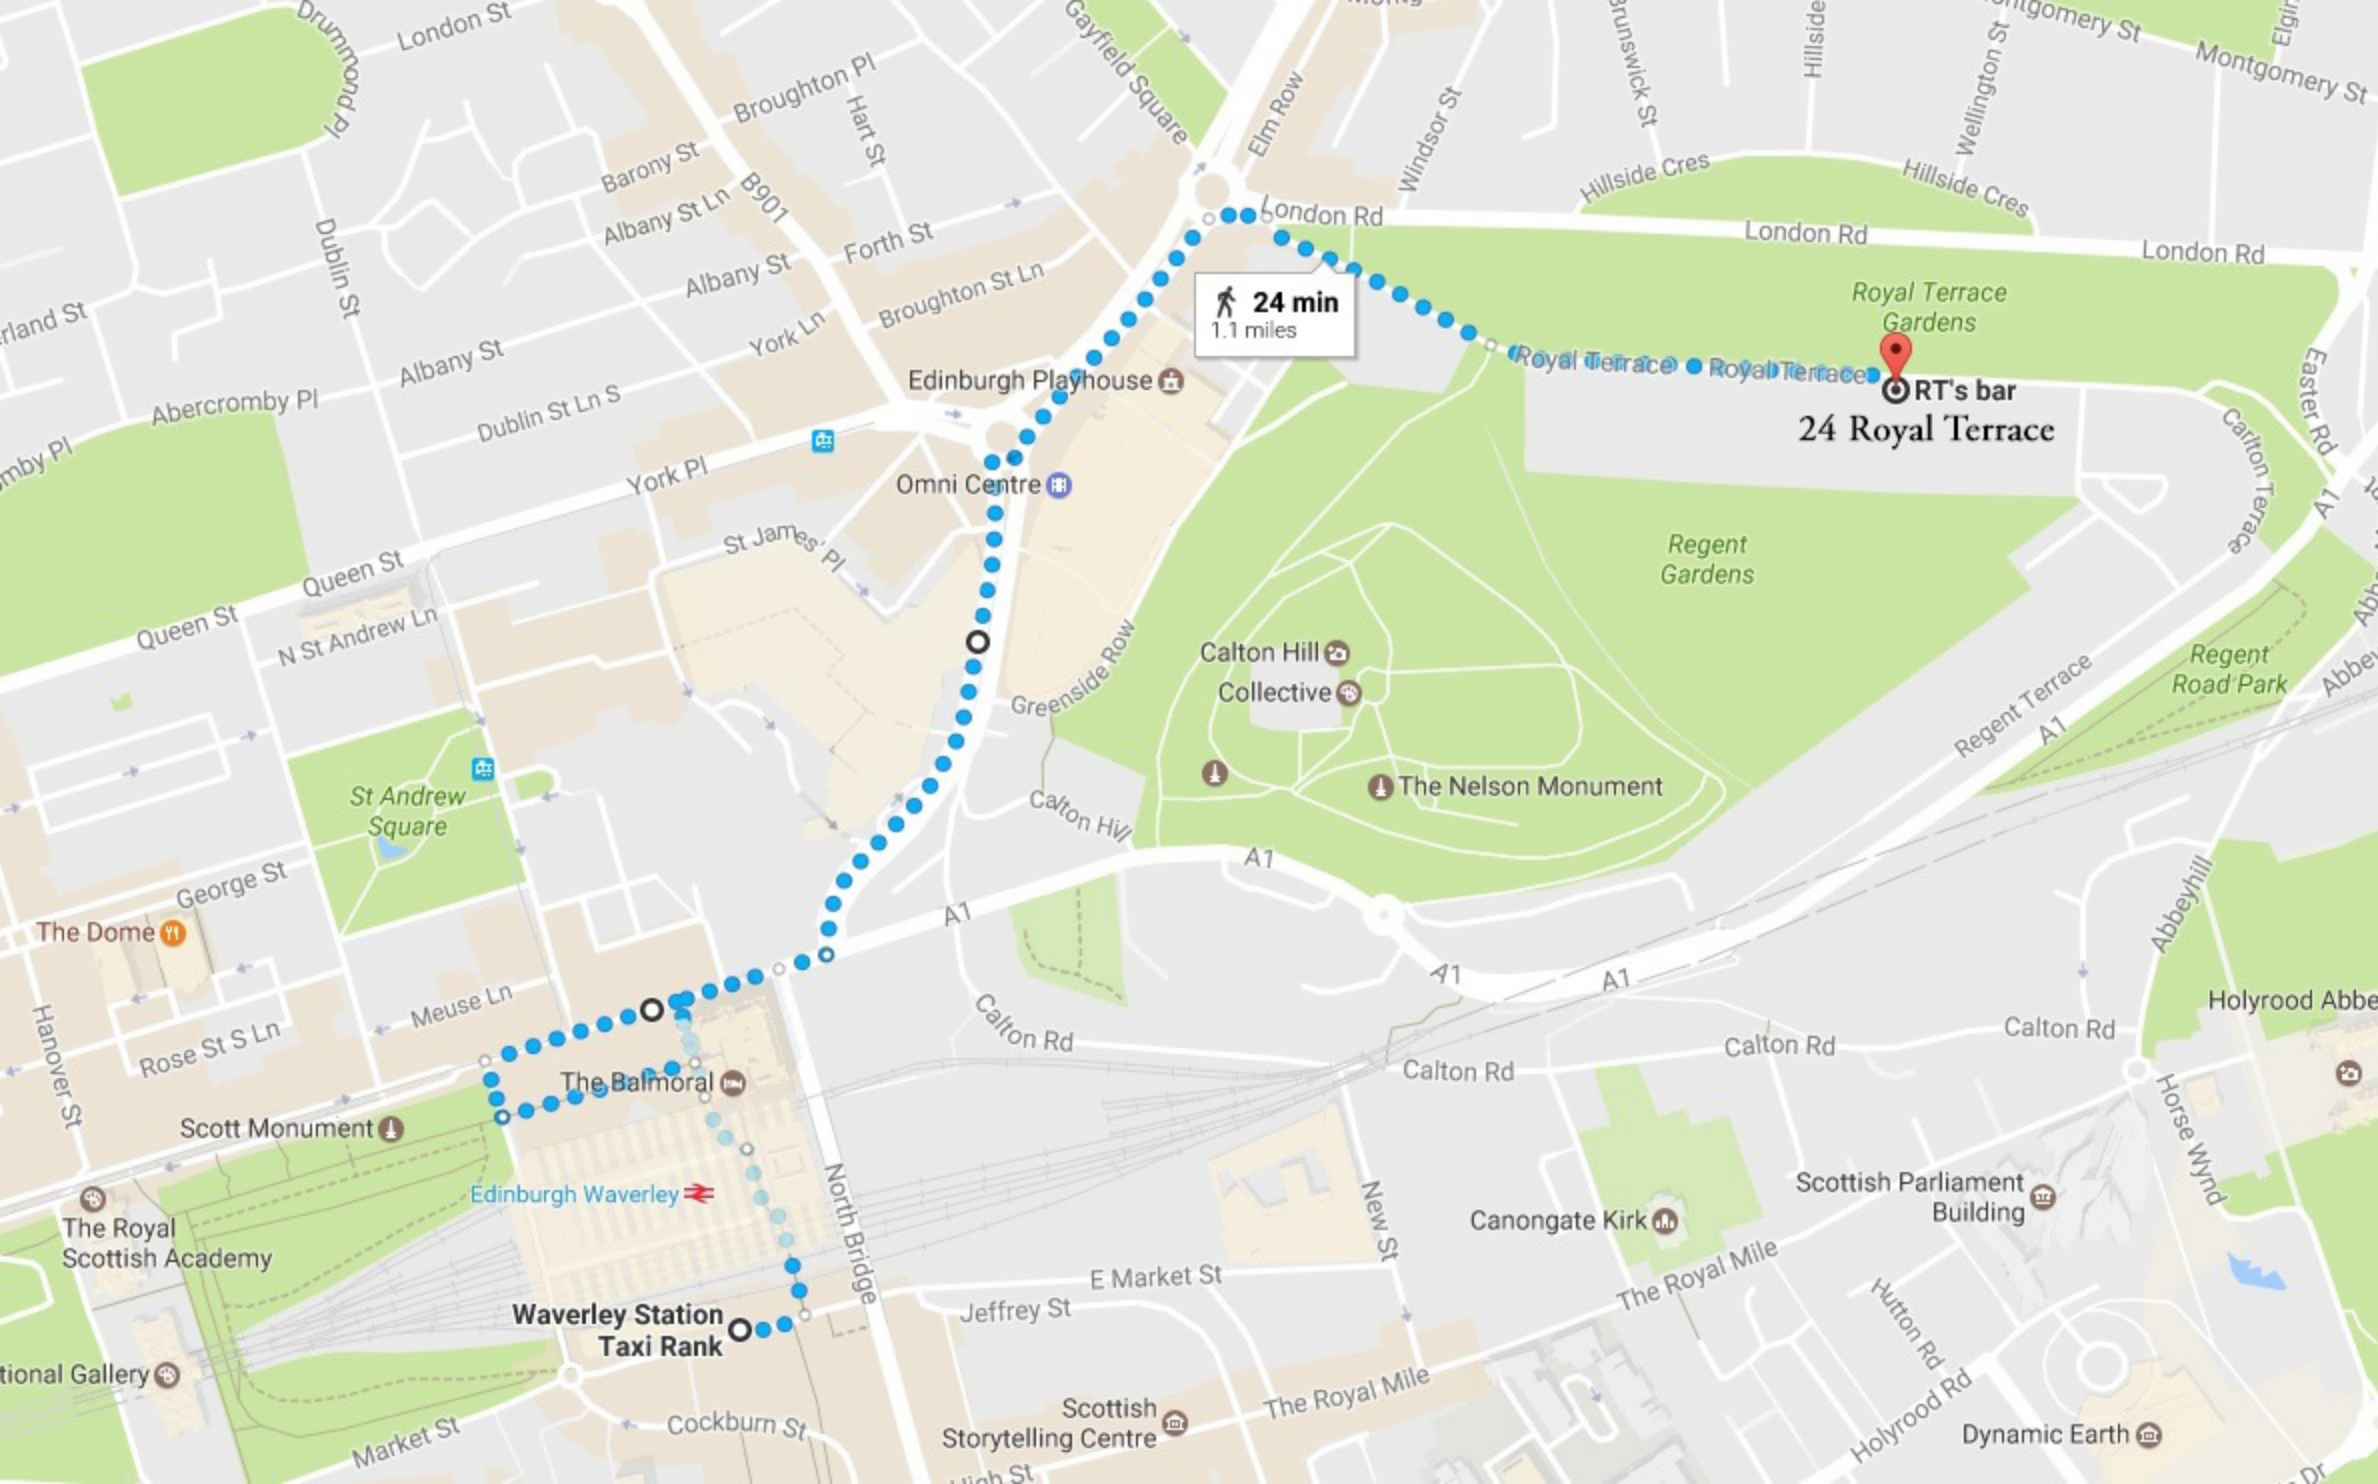 Drummond Pl
London St
Gayfield Square
Elm Row
Windsor St
Brunswick St
Hillside
Wellington St
Montgomery St
Elgin
Montgomery St
Broughton Pl
Hart St
Barony St
Albany St Ln
B901
Forth St
Albany St
Broughton St Ln
York Ln
Dublin St
Albany St
Abercromby Pl
Dublin St Ln S
York Pl
Hillside Cres
Hillside Cres
London Rd
London Rd
London Rd
24 min
1.1 miles
Royal Terrace
Gardens
Royal Terrace
Royal Terrace
RT's bar
24 Royal Terrace
Easter Rd
Carlton Terrace
A1
Edinburgh Playhouse
Omni Centre
St James' Pl
Queen St
Queen St
N St Andrew Ln
Regent
Gardens
Calton Hill
Collective
The Nelson Monument
Greenside Row
Calton Hill
Regent Terrace
A1
Regent
Road Park
St Andrew
Square
George St
The Dome
A1
A1
A1
A1
Abbeyhill
Hanover St
Meuse Ln
Rose St S Ln
Calton Rd
Calton Rd
Calton Rd
Calton Rd
Holyrood Abbe
The Balmoral
Scott Monument
Edinburgh Waverley
North Bridge
The Royal
Scottish Academy
New St
Canongate Kirk
Scottish Parliament
Building
Horse Wynd
The Royal Mile
E Market St
Jeffrey St
Waverley Station
Taxi Rank
tional Gallery
Hutton Rd
Market St
Cockburn St
Scottish
Storytelling Centre
The Royal Mile
High St
Holyrood Rd
Dynamic Earth
Dr